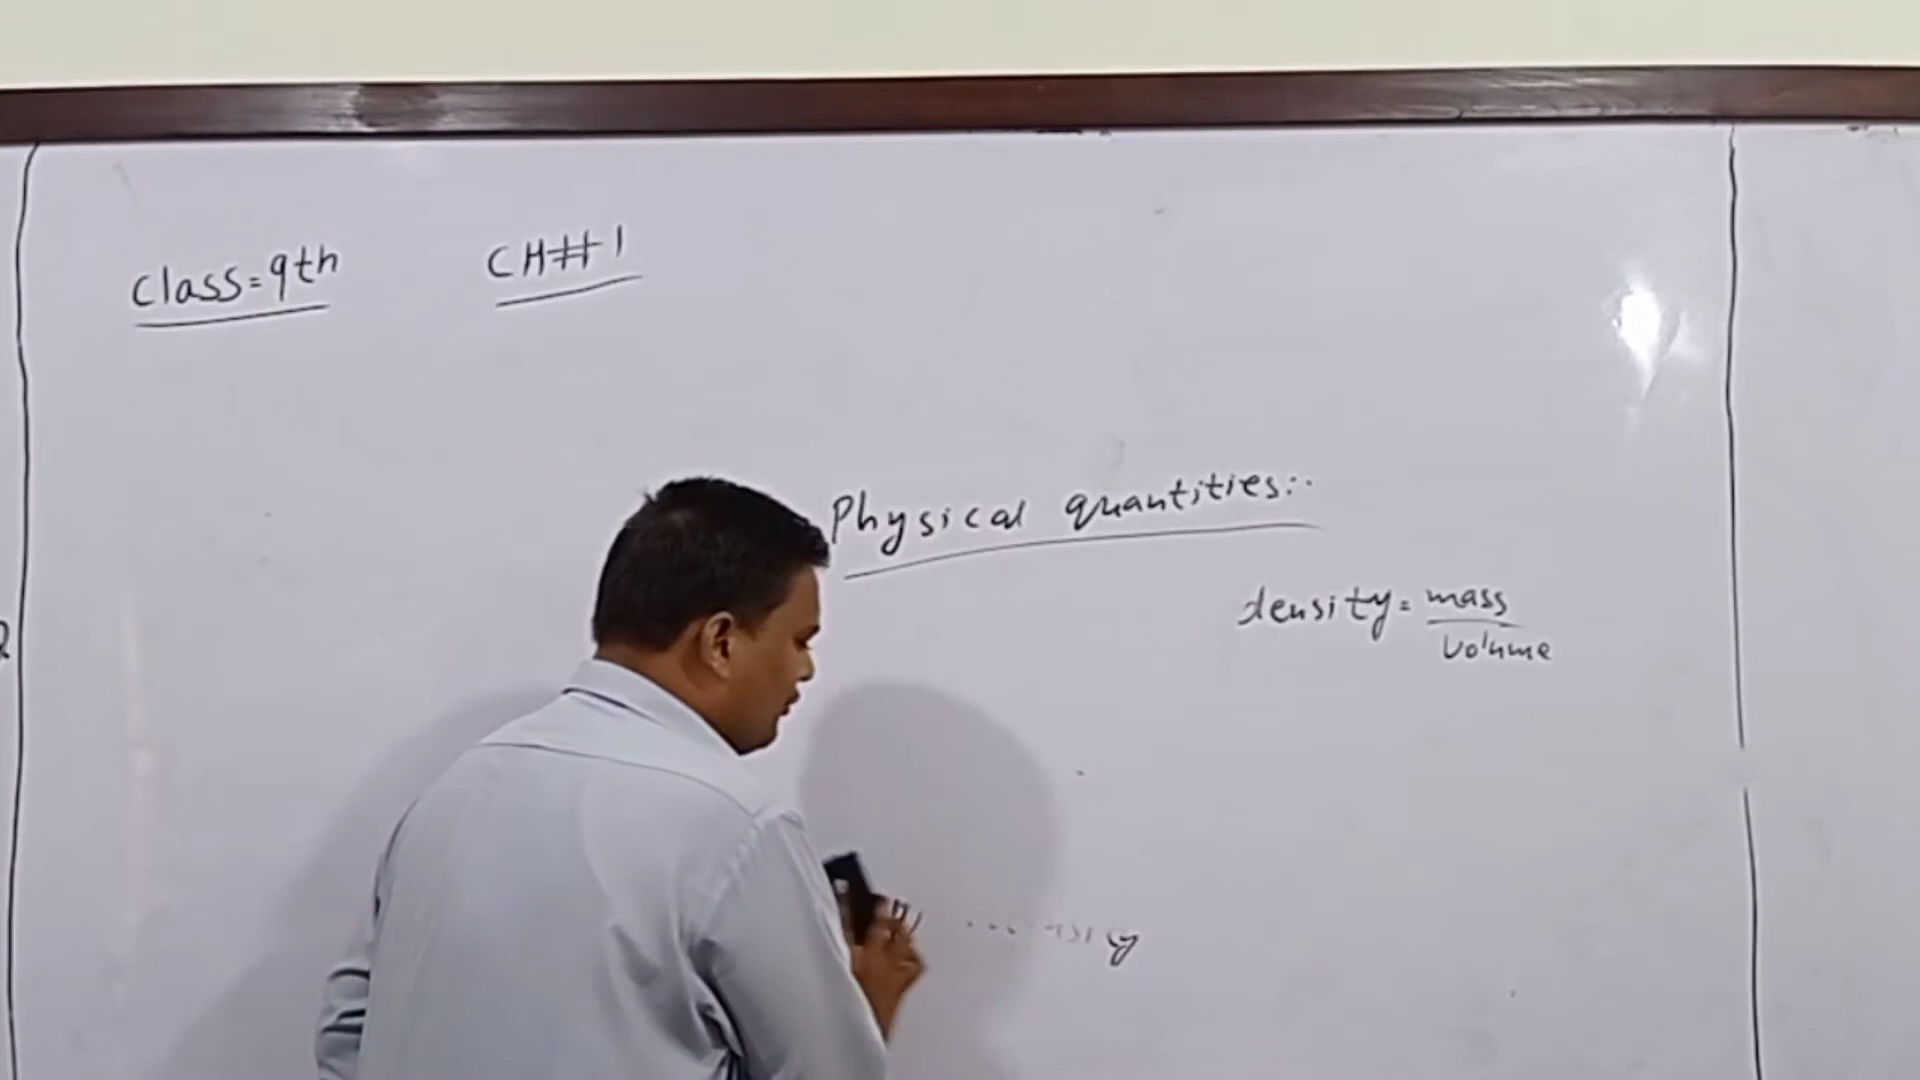 Class=9th CH#1
Physical quantities:.
density = mass
volume